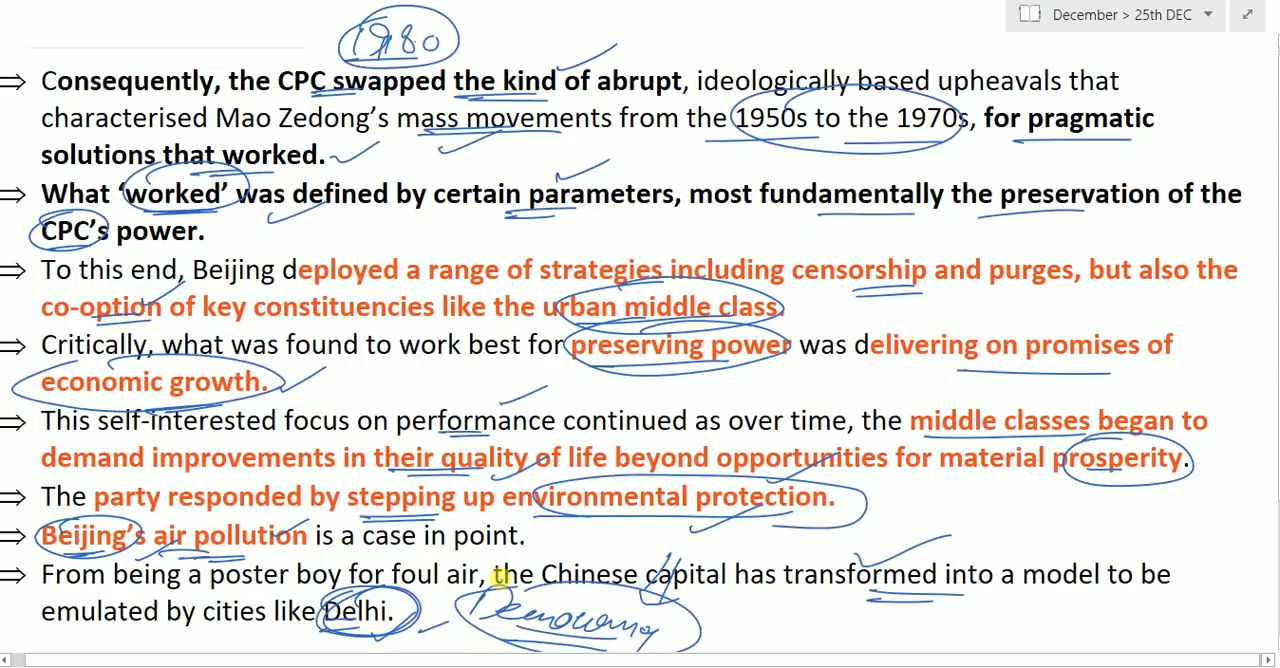 December > 25th DEC
1980
⇒ Consequently, the CPC swapped the kind of abrupt, ideologically based upheavals that
characterised Mao Zedong's mass movements from the 1950s to the 1970s, for pragmatic
solutions that worked.
⇒ What 'worked' was defined by certain parameters, most fundamentally the preservation of the
CPC's power.
⇒ To this end, Beijing deployed a range of strategies including censorship and purges, but also the
co-option of key constituencies like the urban middle class.
⇒ Critically, what was found to work best for preserving power was delivering on promises of
economic growth.
⇒ This self-interested focus on performance continued as over time, the middle classes began to
demand improvements in their quality of life beyond opportunities for material prosperity.
⇒ The party responded by stepping up environmental protection.
⇒ Beijing's air pollution is a case in point.
⇒ From being a poster boy for foul air, the Chinese capital has transformed into a model to be
emulated by cities like Delhi.
Democracy